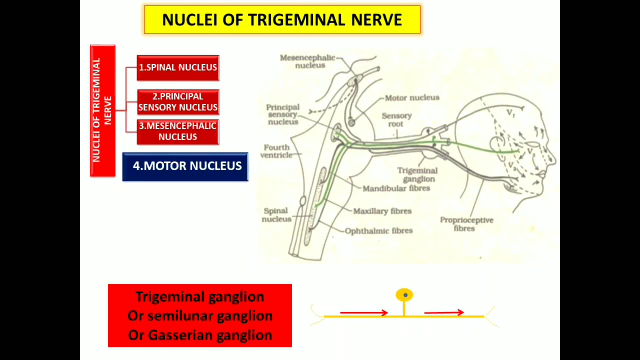 NUCLEI OF TRIGEMINAL NERVE
NUCLEI OF TRIGEMINAL
NERVE
1.SPINAL NUCLEUS
2.PRINCIPAL
SENSORY NUCLEUS
3.MESENCEPHALIC
NUCLEUS
4.MOTOR NUCLEUS
Mesencephalic
nucleus
Motor nucleus
Principal
sensory
nucleus
Sensory
root
Fourth
ventricle
Trigeminal
ganglion
Mandibular fibres
Spinal
nucleus
Maxillary fibres
Ophthalmic fibres
Proprioceptive
fibres
Trigeminal ganglion
Or semilunar ganglion
Or Gasserian ganglion